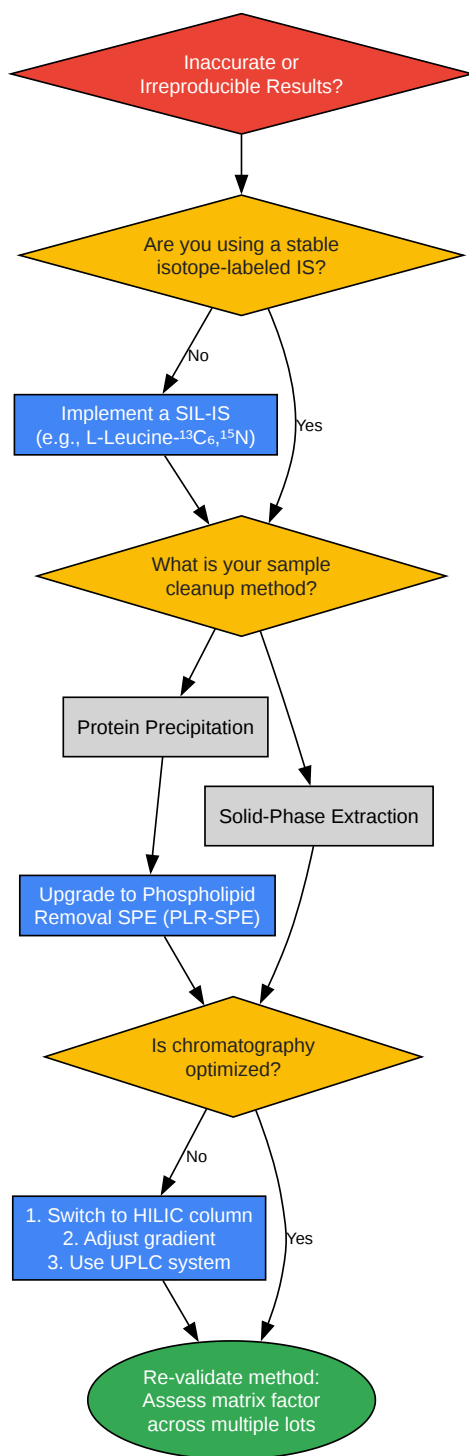 Inaccurate or
Irreproducible Results?
Are you using a stable
isotope-labeled IS?
No
Implement a SIL-IS
(e.g., L-Leucine-¹³C₆,¹⁵N)
Yes
What is your sample
cleanup method?
Protein Precipitation
Solid-Phase Extraction
Upgrade to Phospholipid
Removal SPE (PLR-SPE)
Is chromatography
optimized?
No
1. Switch to HILIC column
2. Adjust gradient
3. Use UPLC system
Yes
Re-validate method:
Assess matrix factor
across multiple lots